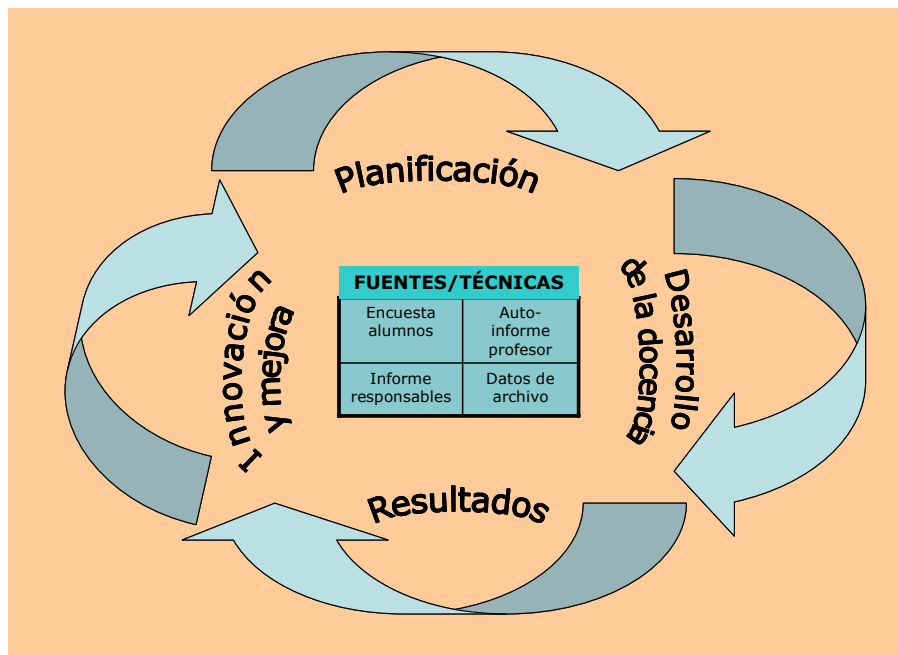 Planificación
Desarrollo
de la docencia
FUENTES/TÉCNICAS
Encuesta
alumnos
Auto-
informe
profesor
Informe
responsables
Datos de
archivo
Innovación
y mejora
Resultados